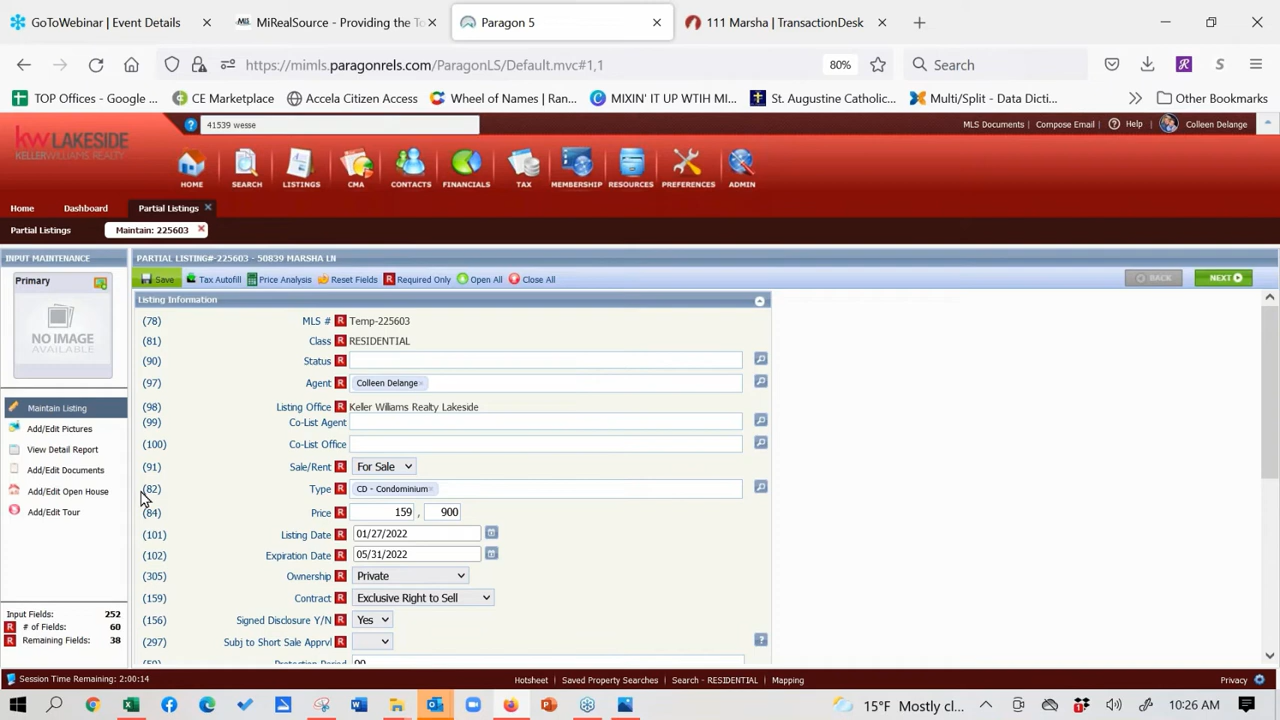 GoToWebinar | Event Details
MiRealSource - Providing the To
Paragon 5
111 Marsha | TransactionDesk
https://mimls.paragonrels.com/ParagonLS/Default.mvc#1,1
80%
Search
TOP Offices - Google ...
CE Marketplace
Accela Citizen Access
Wheel of Names | Ran...
MIXIN' IT UP WTIH MI...
St. Augustine Catholic...
Multi/Split - Data Dicti...
Other Bookmarks
kw LAKESIDE
KELLERWILLIAMS REALTY
41539 wesse
MLS Documents | Compose Email | Help
Colleen Delange
HOME
SEARCH
LISTINGS
CMA
CONTACTS
FINANCIALS
TAX
MEMBERSHIP
RESOURCES
PREFERENCES
ADMIN
Home
Dashboard
Partial Listings
Partial Listings
Maintain: 225603
INPUT MAINTENANCE
PARTIAL LISTING#-225603 - 50839 MARSHA LN
Primary
NO IMAGE
AVAILABLE
Save
Tax Autofill
Price Analysis
Reset Fields
R Required Only
Open All
Close All
BACK
NEXT
Listing Information
(78) MLS # R Temp-225603
(81) Class R RESIDENTIAL
(90) Status R
(97) Agent R Colleen Delange
(98) Listing Office R Keller Williams Realty Lakeside
(99) Co-List Agent
(100) Co-List Office
(91) Sale/Rent R For Sale
(82) Type R CD - Condominium
(84) Price R 159 , 900
(101) Listing Date R 01/27/2022
(102) Expiration Date R 05/31/2022
(305) Ownership R Private
(159) Contract R Exclusive Right to Sell
(156) Signed Disclosure Y/N R Yes
(297) Subj to Short Sale Apprvl R
(59) Protection Period R 90
Maintain Listing
Add/Edit Pictures
View Detail Report
Add/Edit Documents
Add/Edit Open House
Add/Edit Tour
Input Fields: 252
R # of Fields: 60
R Remaining Fields: 38
Session Time Remaining: 2:00:14
Hotsheet | Saved Property Searches | Search - RESIDENTIAL | Mapping
Privacy
15°F Mostly cl...
10:26 AM